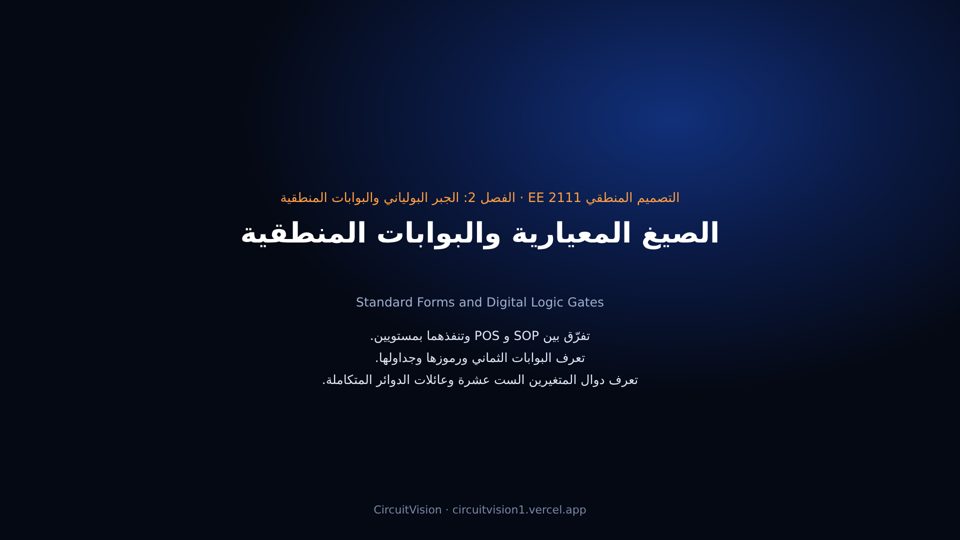 التصميم المنطقي EE 2111 · الفصل 2: الجبر البولياني والبوابات المنطقية
الصيغ المعيارية والبوابات المنطقية
Standard Forms and Digital Logic Gates
تفرّق بين SOP و POS وتنفذهما بمستويين.
تعرف البوابات الثماني ورموزها وجداولها.
تعرف دوال المتغيرين الست عشرة وعائلات الدوائر المتكاملة.
CircuitVision · circuitvision1.vercel.app